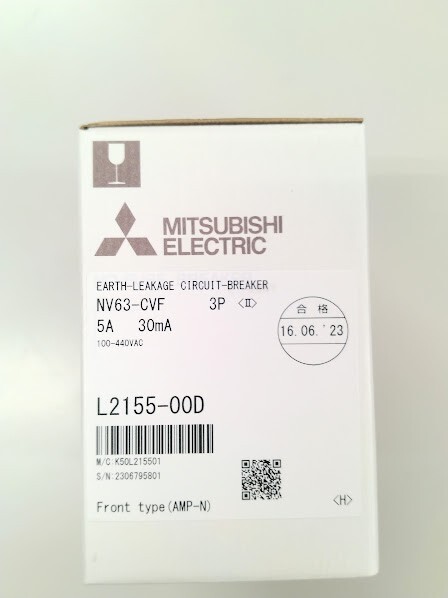 MITSUBISHI
ELECTRIC
EARTH-LEAKAGE CIRCUIT-BREAKER
NV63-CVF 3P <Ⅱ>
5A 30mA
100-440VAC
合格
16.06.'23
L2155-00D
M/C:K50L215501
S/N:2306795801
Front type(AMP-N)
<H>